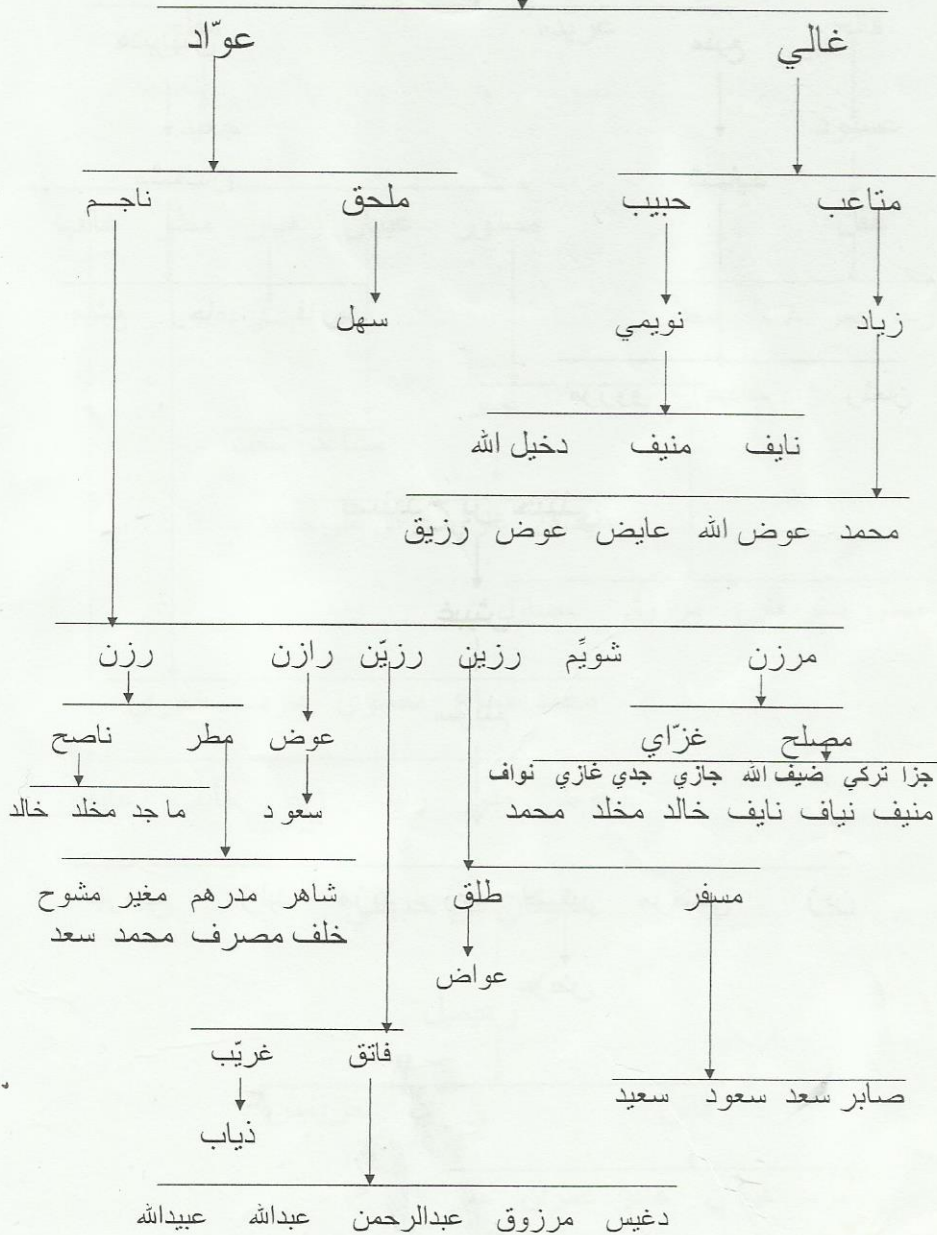 غالي عوّاد
متاعب حبيب ملحق ناجم
زياد نويمي سهل
نايف منيف دخيل الله
محمد عوض الله عايض عوض رزيق
مرزن شويِّم رزين رزيّن رازن رزن
مصلح غزّاي عوض مطر ناصح
جزا تركي ضيف الله جازي جدي غازي نواف
منيف نياف نايف خالد مخلد محمد سعود ماجد مخلد خالد
مسفر طلق شاهر مدرهم مغير مشوح
خلف مصرف محمد سعد
عواض
فاتق غريّب
صابر سعد سعود سعيد
ذياب
دغيس مرزوق عبدالرحمن عبدالله عبيدالله